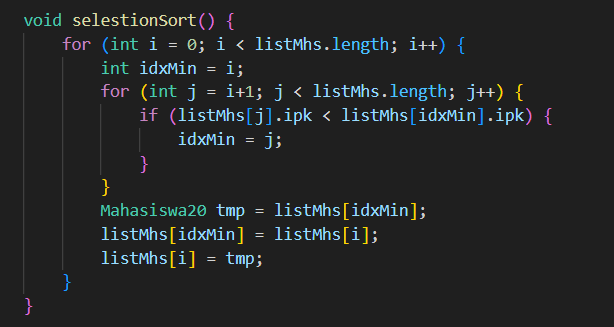 void selestionSort() {
    for (int i = 0; i < listMhs.length; i++) {
        int idxMin = i;
        for (int j = i+1; j < listMhs.length; j++) {
            if (listMhs[j].ipk < listMhs[idxMin].ipk) {
                idxMin = j;
            }
        }
        Mahasiswa20 tmp = listMhs[idxMin];
        listMhs[idxMin] = listMhs[i];
        listMhs[i] = tmp;
    }
}